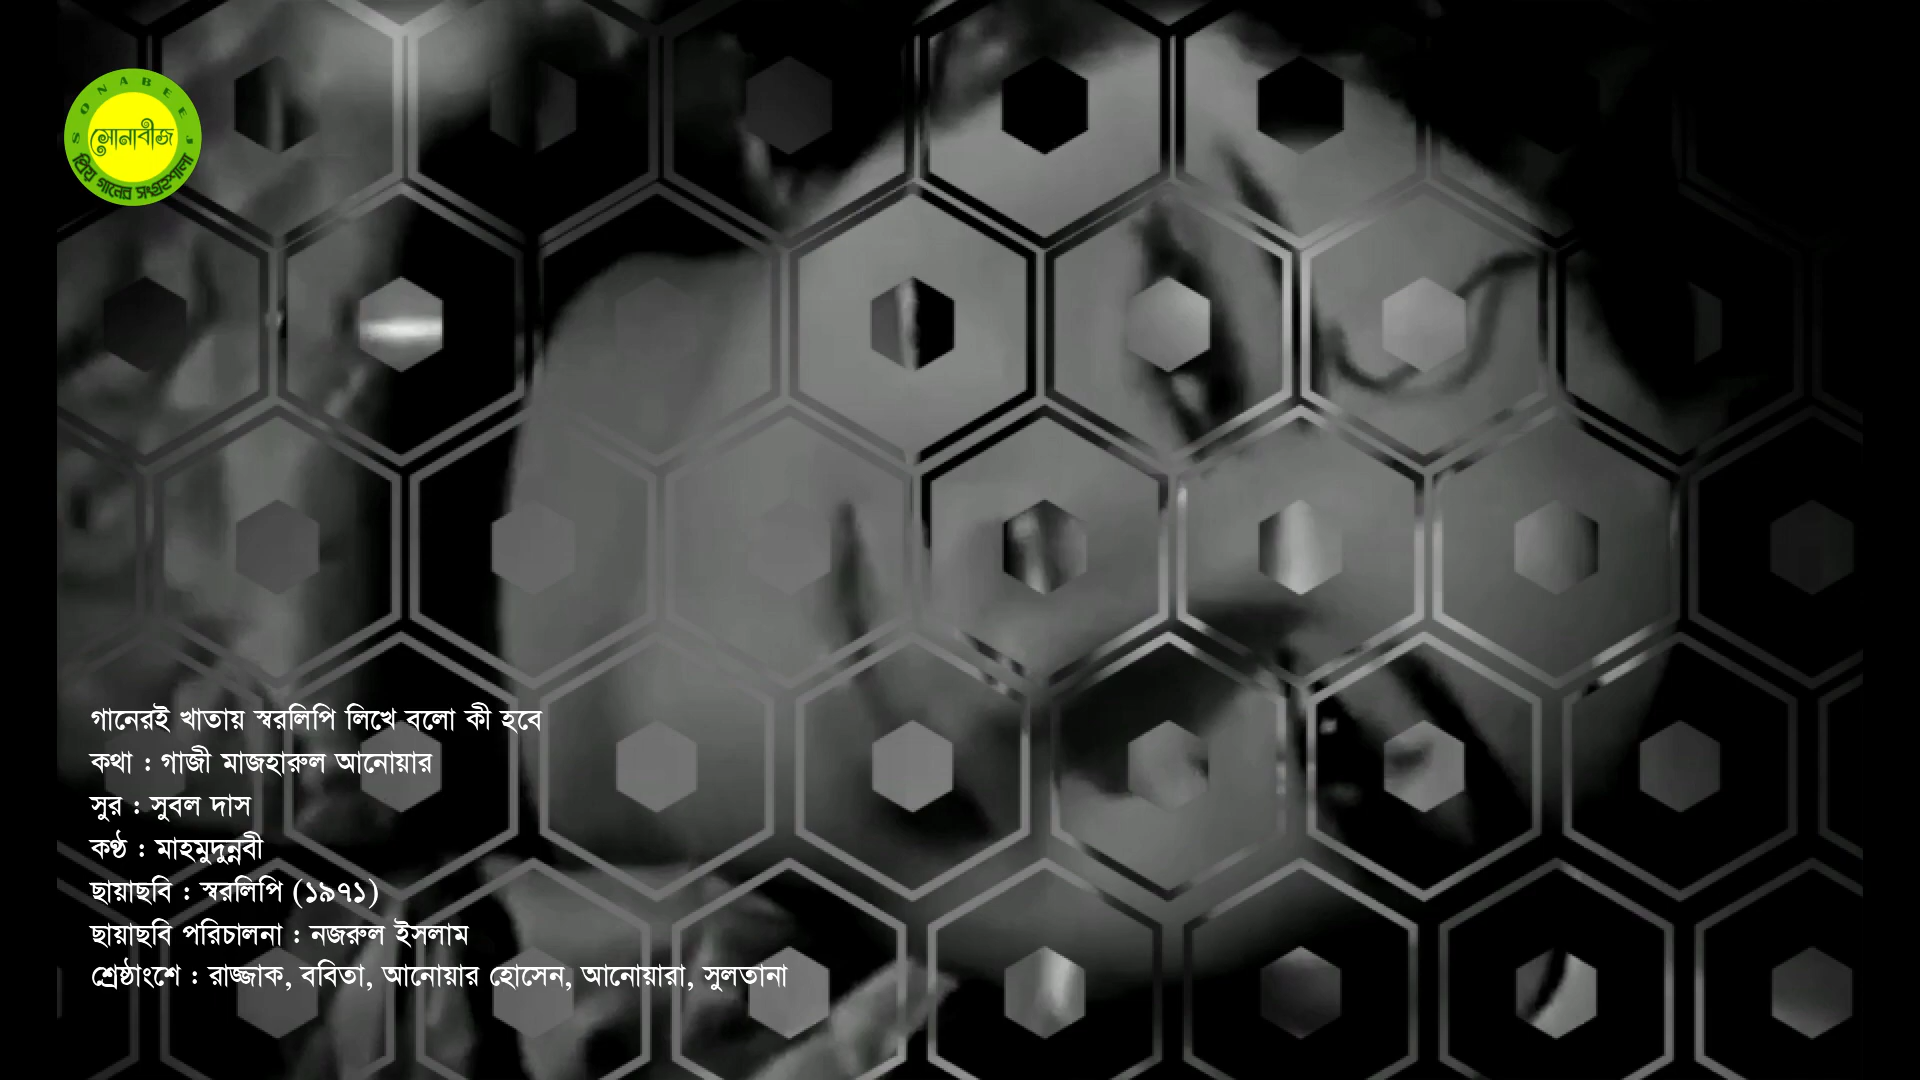 SONABEEJ
সোনাবীজ
প্রিয় গানের সংগ্রহশালা
গানেরই খাতায় স্বরলিপি লিখে বলো কী হবে
কথা : গাজী মাজহারুল আনোয়ার
সুর : সুবল দাস
কণ্ঠ : মাহমুদুন্নবী
ছায়াছবি : স্বরলিপি (১৯৭১)
ছায়াছবি পরিচালনা : নজরুল ইসলাম
শ্রেষ্ঠাংশে : রাজ্জাক, ববিতা, আনোয়ার হোসেন, আনোয়ারা, সুলতানা